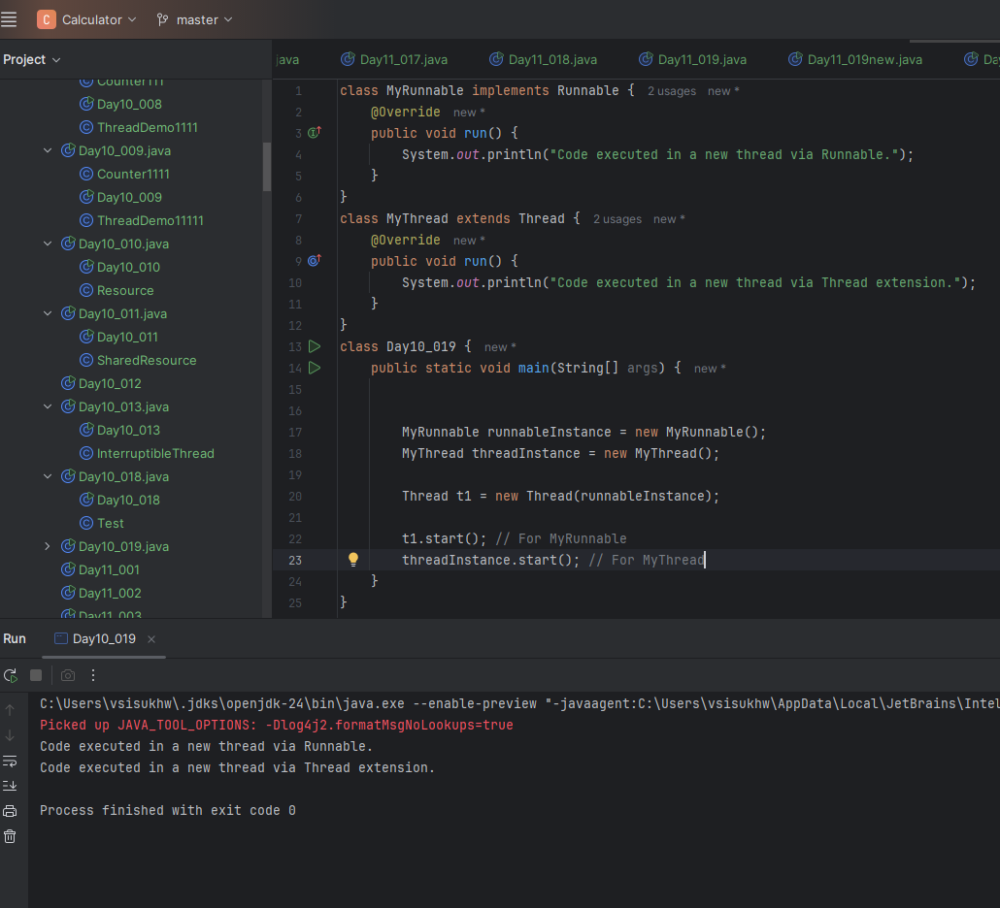 C Calculator master
Project
java Day11_017.java Day11_018.java Day11_019.java Day11_019new.java Da
Counter111
Day10_008
ThreadDemo1111
Day10_009.java
Counter1111
Day10_009
ThreadDemo11111
Day10_010.java
Day10_010
Resource
Day10_011.java
Day10_011
SharedResource
Day10_012
Day10_013.java
Day10_013
InterruptibleThread
Day10_018.java
Day10_018
Test
Day10_019.java
Day11_001
Day11_002
Day11_003
1 class MyRunnable implements Runnable { 2 usages new *
2 @Override new *
3 public void run() {
4 System.out.println("Code executed in a new thread via Runnable.");
5 }
6 }
7 class MyThread extends Thread { 2 usages new *
8 @Override new *
9 public void run() {
10 System.out.println("Code executed in a new thread via Thread extension.");
11 }
12 }
13 class Day10_019 { new *
14 public static void main(String[] args) { new *
15
16
17 MyRunnable runnableInstance = new MyRunnable();
18 MyThread threadInstance = new MyThread();
19
20 Thread t1 = new Thread(runnableInstance);
21
22 t1.start(); // For MyRunnable
23 threadInstance.start(); // For MyThread
24 }
25 }
Run Day10_019
C:\Users\vsisukhw\.jdks\openjdk-24\bin\java.exe --enable-preview "-javaagent:C:\Users\vsisukhw\AppData\Local\JetBrains\Intel
Picked up JAVA_TOOL_OPTIONS: -Dlog4j2.formatMsgNoLookups=true
Code executed in a new thread via Runnable.
Code executed in a new thread via Thread extension.
Process finished with exit code 0